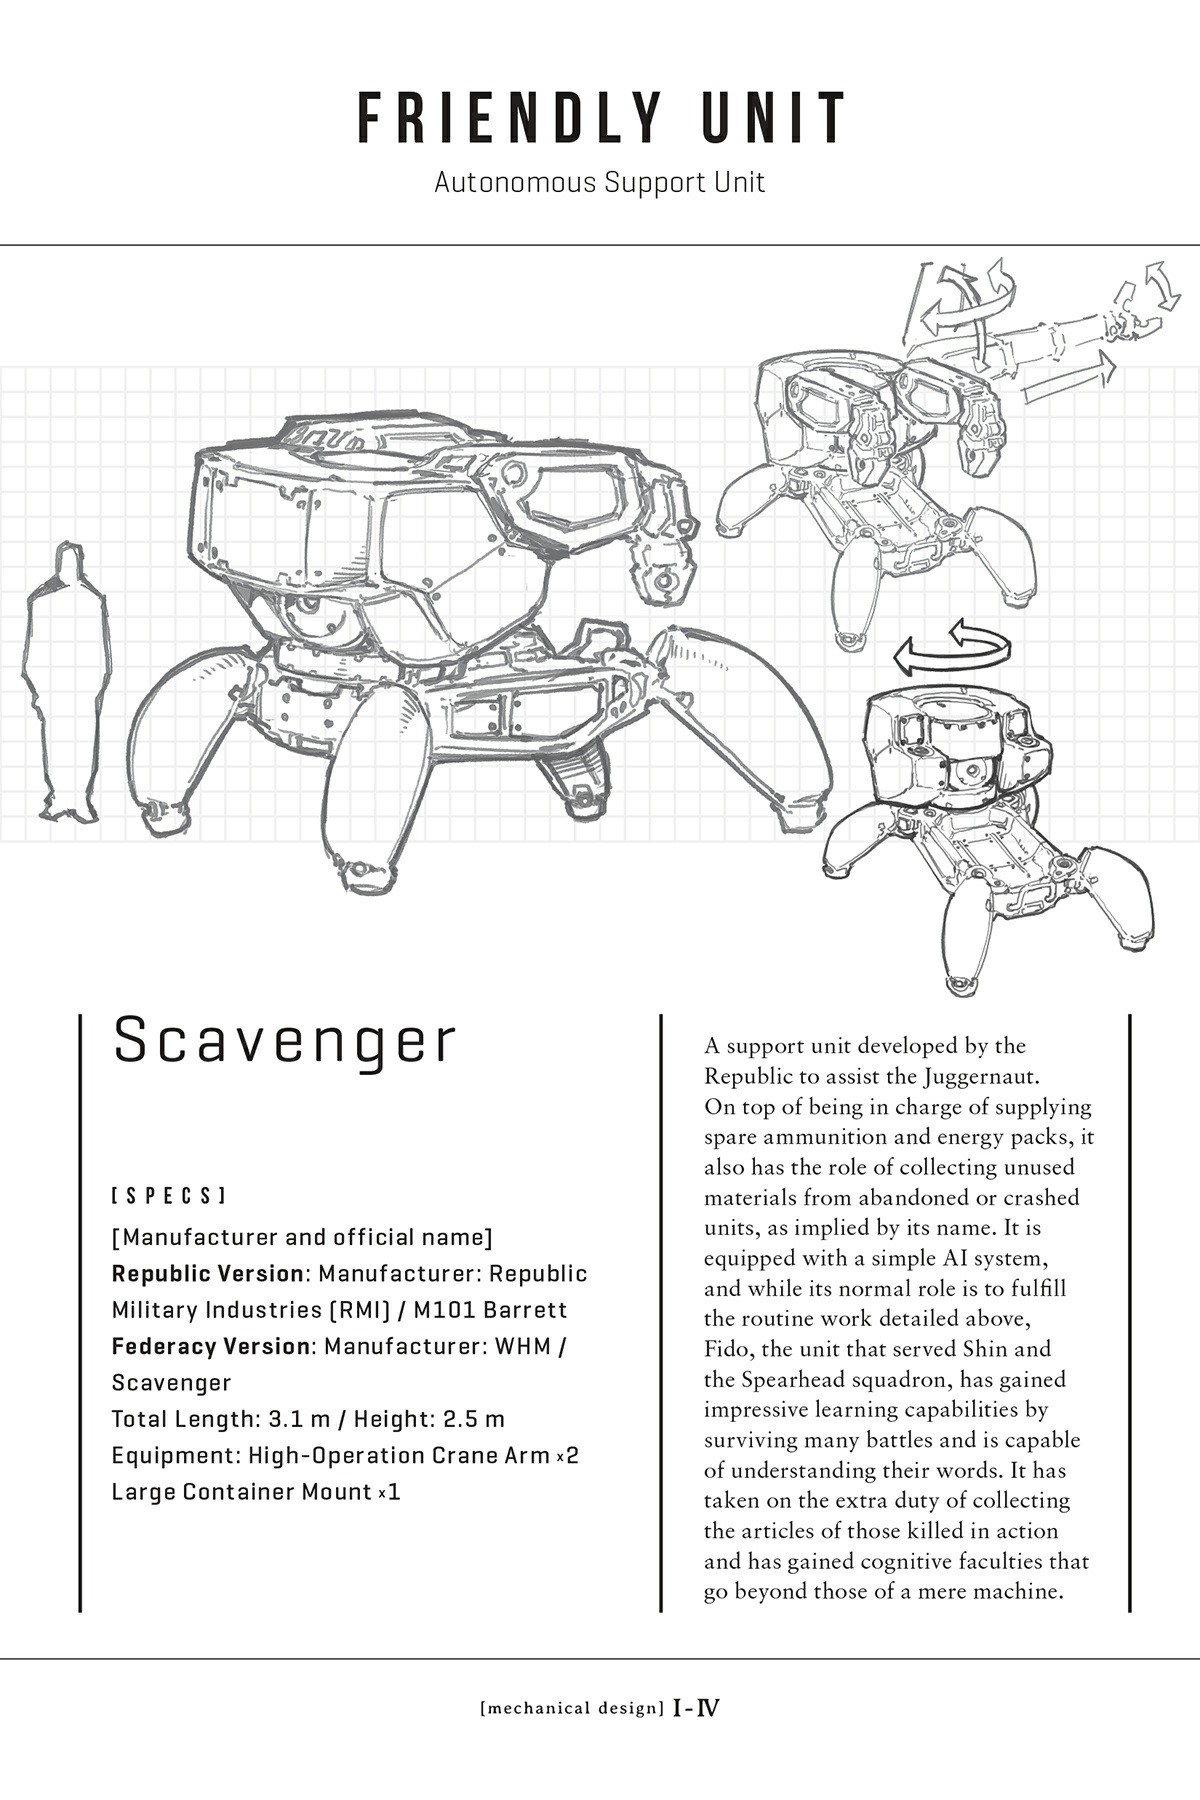 FRIENDLY UNIT
Autonomous Support Unit
Scavenger
[SPECS]
[Manufacturer and official name]
Republic Version: Manufacturer: Republic
Military Industries (RMI) / M101 Barrett
Federacy Version: Manufacturer: WHM /
Scavenger
Total Length: 3.1 m / Height: 2.5 m
Equipment: High-Operation Crane Arm ×2
Large Container Mount ×1
A support unit developed by the
Republic to assist the Juggernaut.
On top of being in charge of supplying
spare ammunition and energy packs, it
also has the role of collecting unused
materials from abandoned or crashed
units, as implied by its name. It is
equipped with a simple AI system,
and while its normal role is to fulfill
the routine work detailed above,
Fido, the unit that served Shin and
the Spearhead squadron, has gained
impressive learning capabilities by
surviving many battles and is capable
of understanding their words. It has
taken on the extra duty of collecting
the articles of those killed in action
and has gained cognitive faculties that
go beyond those of a mere machine.
[mechanical design] I-IV